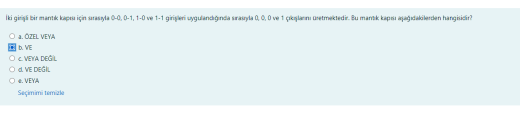 İki girişli bir mantık kapısı için sırasıyla 0-0, 0-1, 1-0 ve 1-1 girişleri uygulandığında sırasıyla 0, 0, 0 ve 1 çıkışlarını üretmektedir. Bu mantık kapısı aşağıdakilerden hangisidir?
a. ÖZEL VEYA
b. VE
c. VEYA DEĞİL
d. VE DEĞİL
e. VEYA
Seçimimi temizle